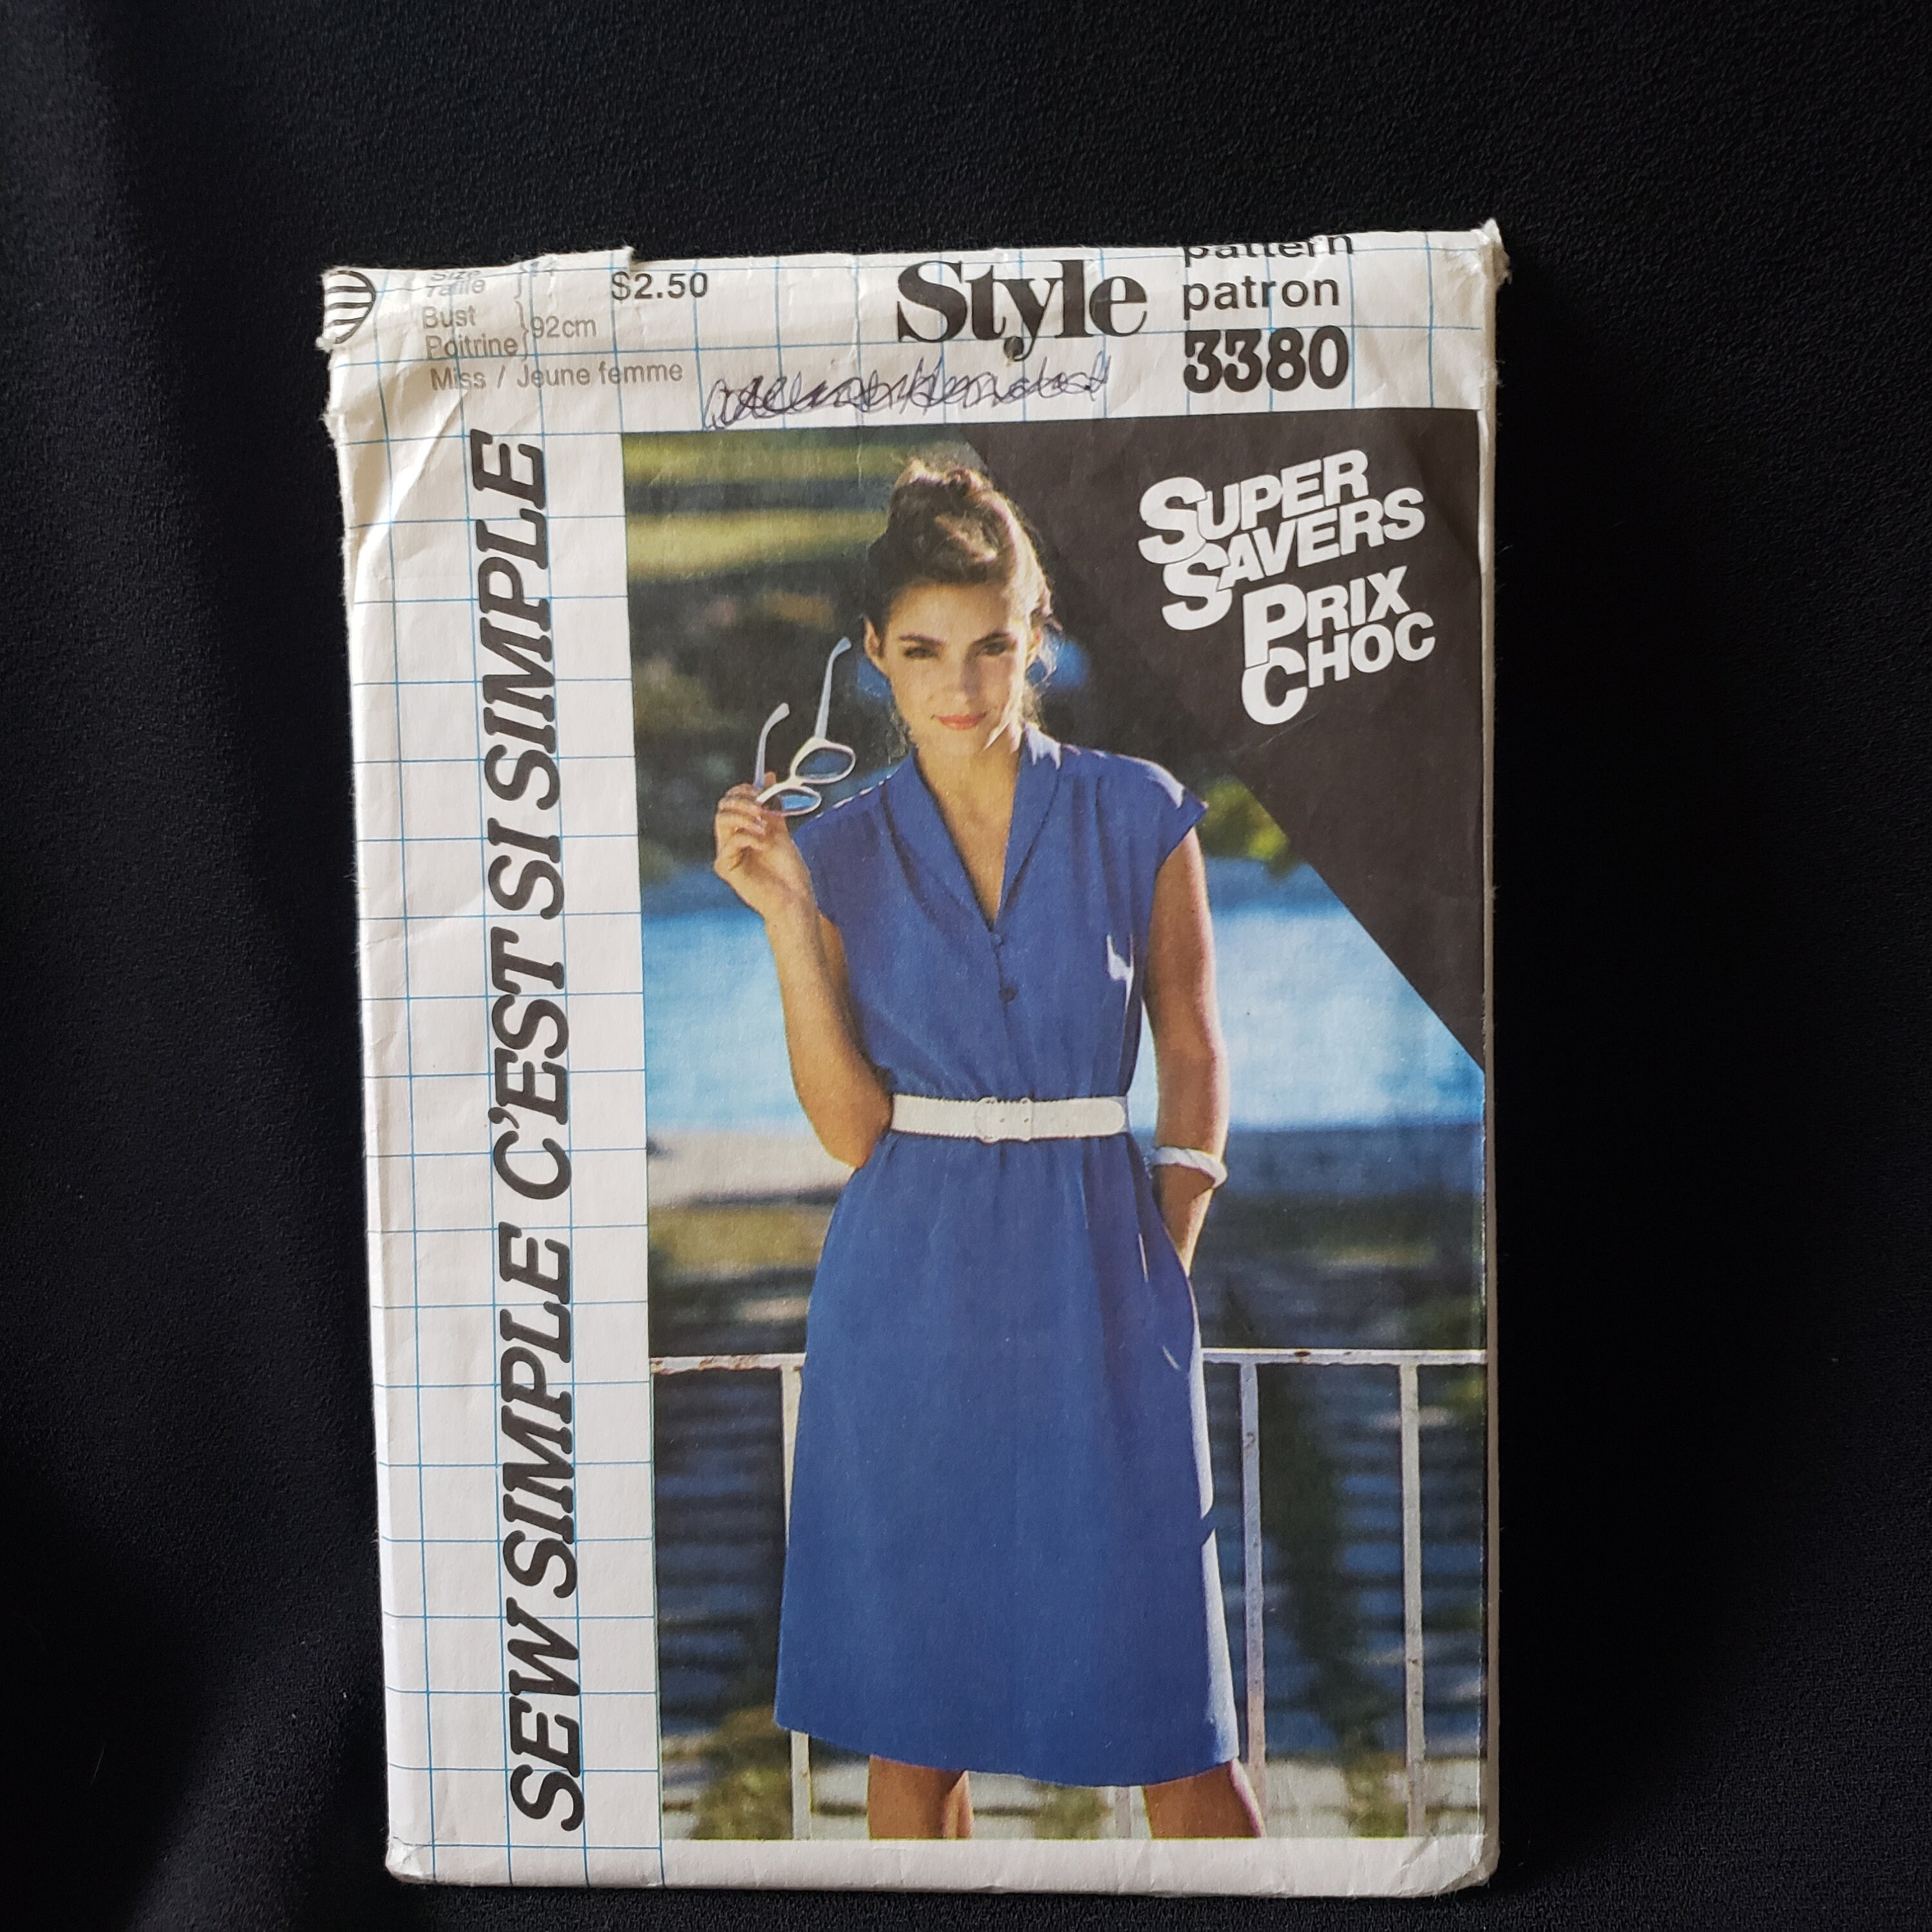 Size
Taille } 14
Bust
Poitrine } 92cm
Miss / Jeune femme
$2.50
Style
pattern
patron
3380
SUPER
SAVERS
PRIX
CHOC
SEW SIMPLE C'EST SI SIMPLE